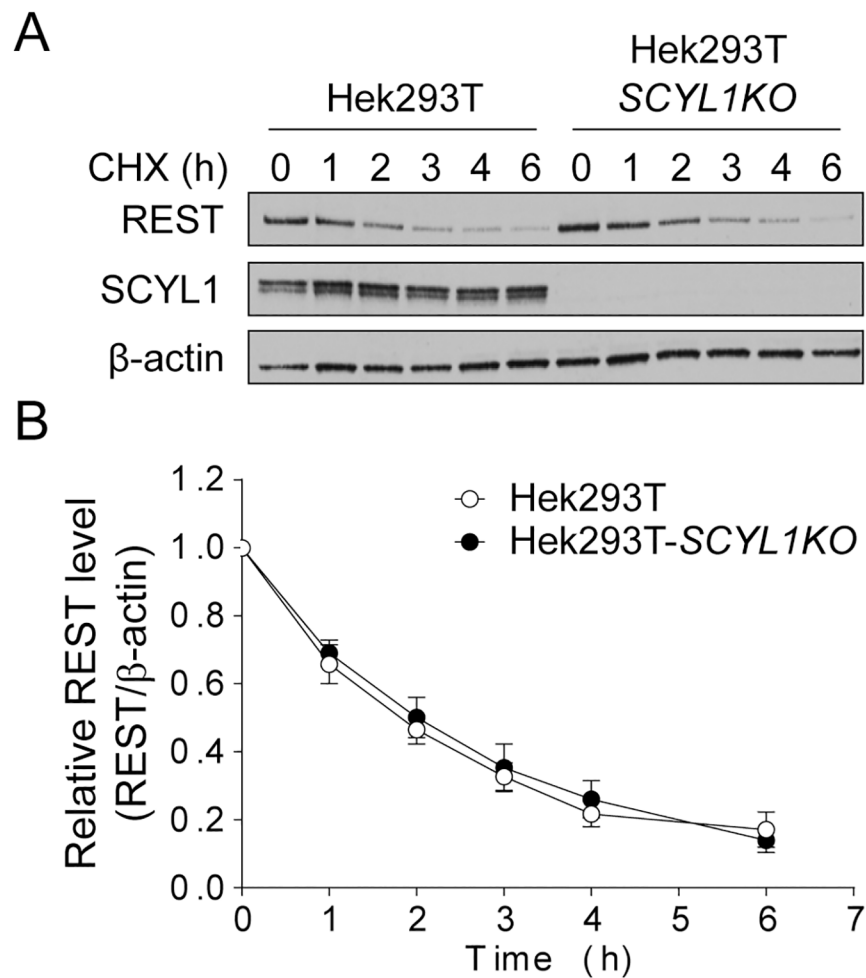 A
Hek293T
Hek293T
SCYL1KO
CHX (h) 0 1 2 3 4 6 0 1 2 3 4 6
REST
SCYL1
β-actin
B
Relative REST level
(REST/β-actin)
1.2
1.0
0.8
0.6
0.4
0.2
0.0
Hek293T
Hek293T-SCYL1KO
0 1 2 3 4 5 6 7
Time (h)